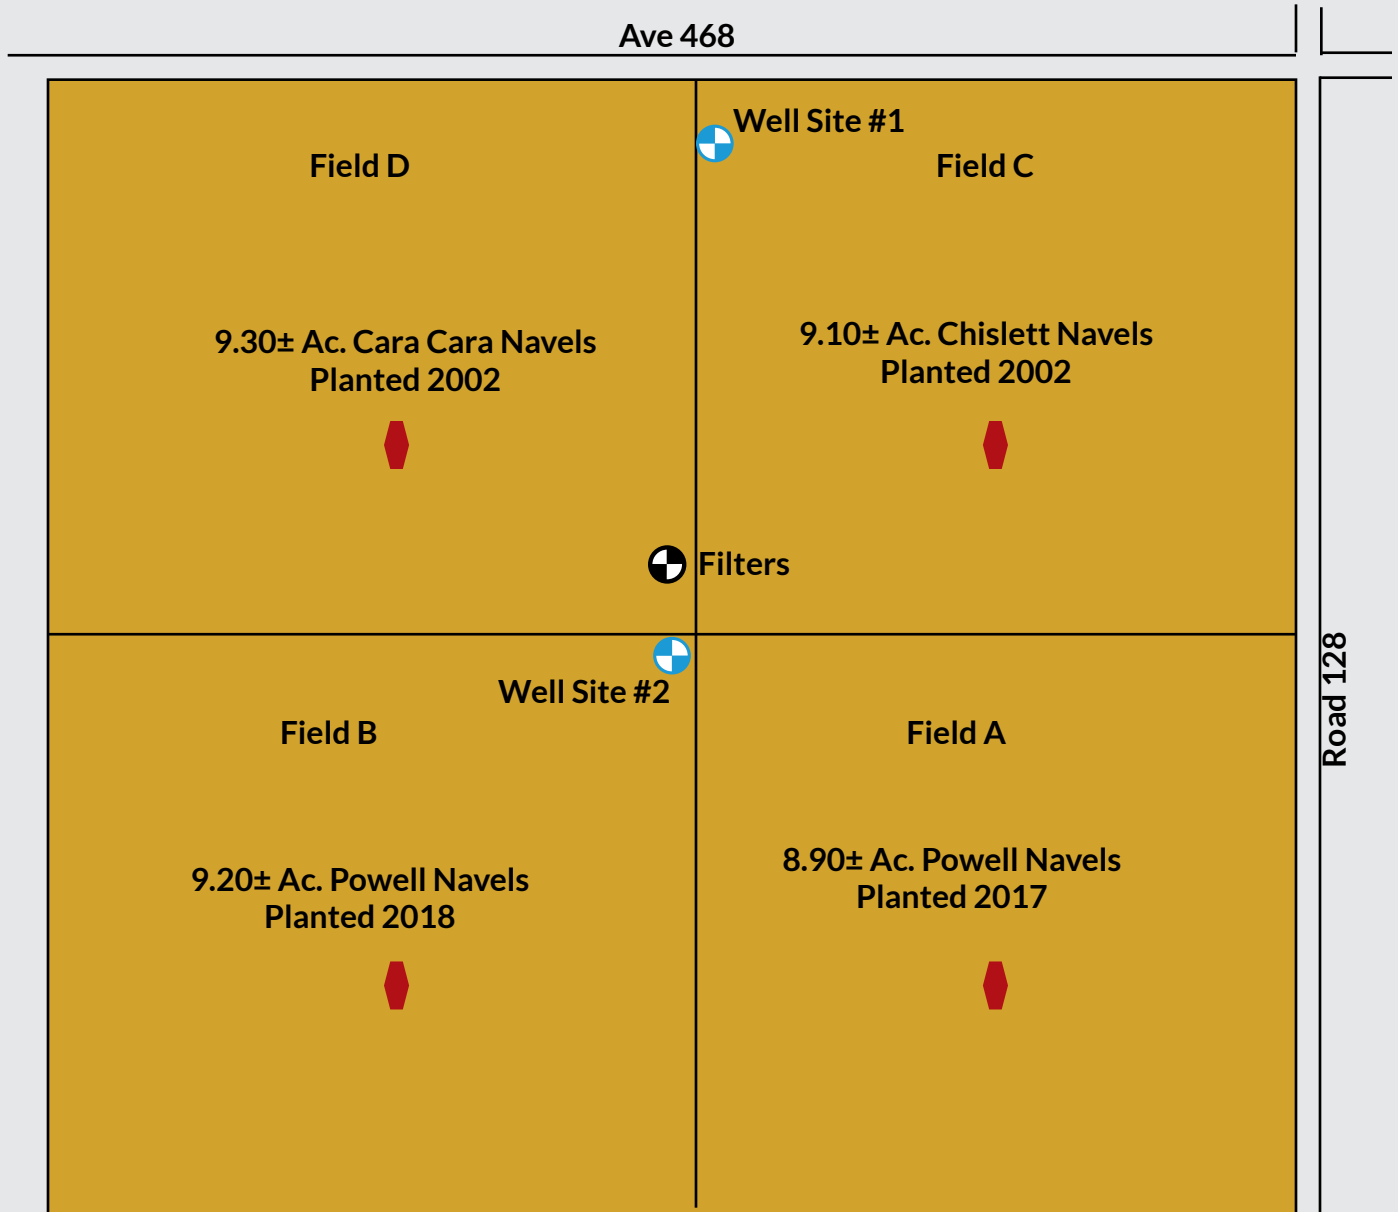 Ave 468
Well Site #1
Field D
Field C
9.30± Ac. Cara Cara Navels
Planted 2002
9.10± Ac. Chislett Navels
Planted 2002
Filters
Well Site #2
Road 128
Field B
Field A
9.20± Ac. Powell Navels
Planted 2018
8.90± Ac. Powell Navels
Planted 2017